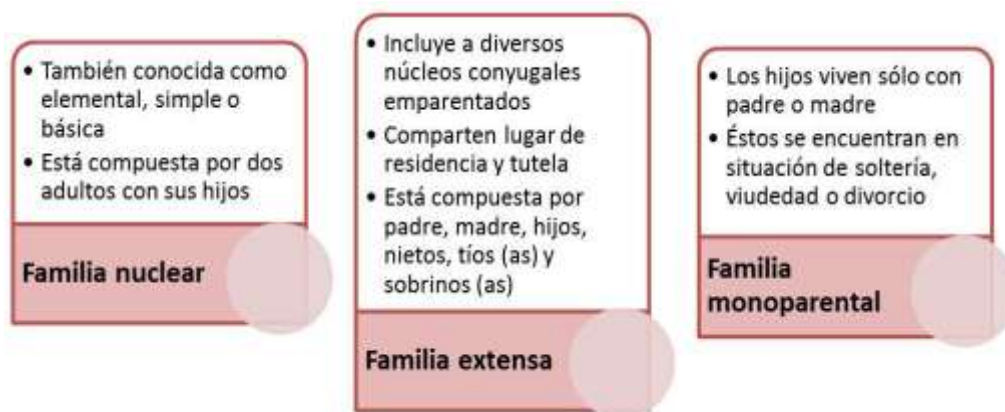 • También conocida como
elemental, simple o
básica
• Está compuesta por dos
adultos con sus hijos
Familia nuclear
• Incluye a diversos
núcleos conyugales
emparentados
• Comparten lugar de
residencia y tutela
• Está compuesta por
padre, madre, hijos,
nietos, tíos (as) y
sobrinos (as)
Familia extensa
• Los hijos viven sólo con
padre o madre
• Éstos se encuentran en
situación de soltería,
viudedad o divorcio
Familia
monoparental